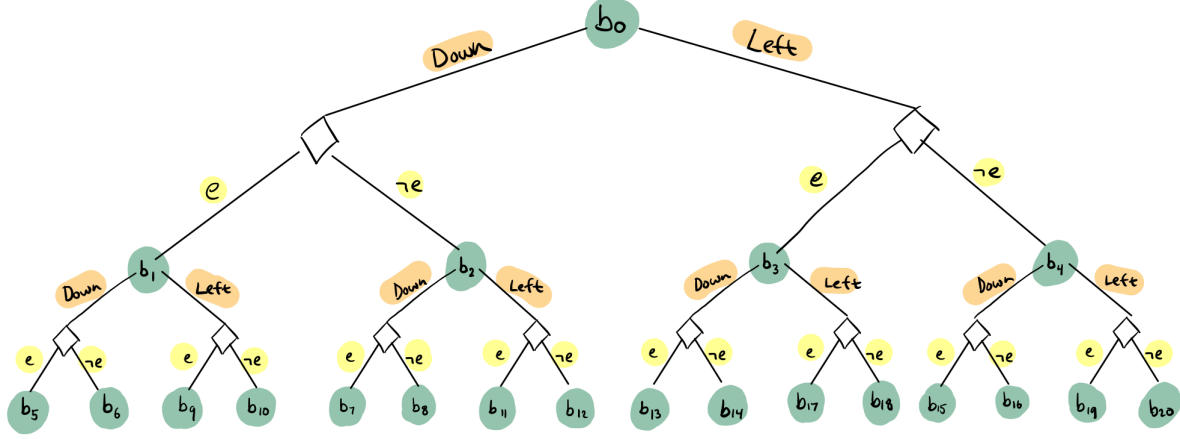 b₀
Down Left
e ¬e e ¬e
b₁ b₂ b₃ b₄
Down Left Down Left Down Left Down Left
e ¬e e ¬e e ¬e e ¬e e ¬e e ¬e e ¬e e ¬e
b₅ b₆ b₉ b₁₀ b₇ b₈ b₁₁ b₁₂ b₁₃ b₁₄ b₁₇ b₁₈ b₁₅ b₁₆ b₁₉ b₂₀